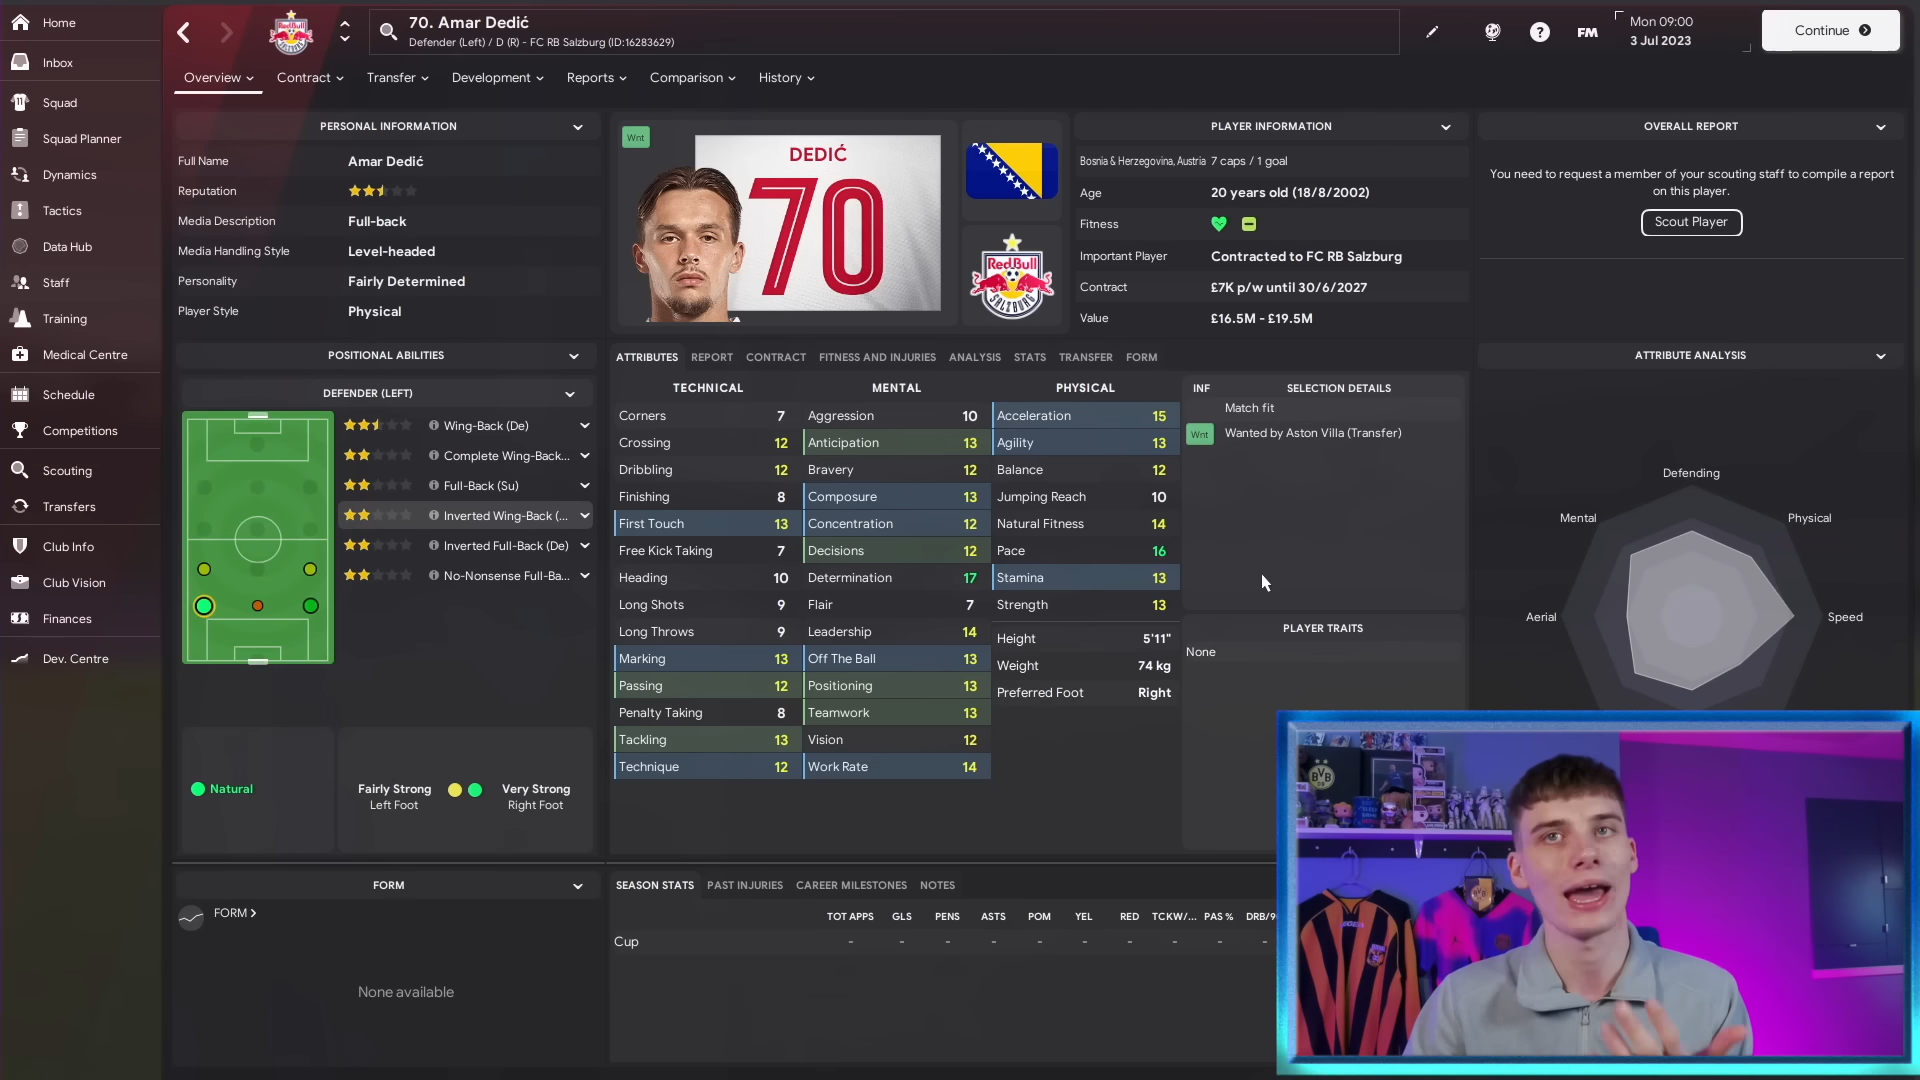 Home
Inbox
Squad
Squad Planner
Dynamics
Tactics
Data Hub
Staff
Training
Medical Centre
Schedule
Competitions
Scouting
Transfers
Club Info
Club Vision
Finances
Dev. Centre
70. Amar Dedić
Defender (Left) / D (R) - FC RB Salzburg (ID:16283629)
FM
Mon 09:00
3 Jul 2023
Continue
Overview
Contract
Transfer
Development
Reports
Comparison
History
PERSONAL INFORMATION
Full Name Amar Dedić
Reputation
Media Description Full-back
Media Handling Style Level-headed
Personality Fairly Determined
Player Style Physical
Wnt
DEDIĆ
70
Red Bull
SALZBURG
PLAYER INFORMATION
Bosnia & Herzegovina, Austria 7 caps / 1 goal
Age 20 years old (18/8/2002)
Fitness
Important Player Contracted to FC RB Salzburg
Contract £7K p/w until 30/6/2027
Value £16.5M - £19.5M
OVERALL REPORT
You need to request a member of your scouting staff to compile a report
on this player.
Scout Player
POSITIONAL ABILITIES
DEFENDER (LEFT)
Wing-Back (De)
Complete Wing-Back...
Full-Back (Su)
Inverted Wing-Back (...
Inverted Full-Back (De)
No-Nonsense Full-Ba...
Natural
Fairly Strong
Left Foot
Very Strong
Right Foot
ATTRIBUTES REPORT CONTRACT FITNESS AND INJURIES ANALYSIS STATS TRANSFER FORM
TECHNICAL
Corners 7
Crossing 12
Dribbling 12
Finishing 8
First Touch 13
Free Kick Taking 7
Heading 10
Long Shots 9
Long Throws 9
Marking 13
Passing 12
Penalty Taking 8
Tackling 13
Technique 12
MENTAL
Aggression 10
Anticipation 13
Bravery 12
Composure 13
Concentration 12
Decisions 12
Determination 17
Flair 7
Leadership 14
Off The Ball 13
Positioning 13
Teamwork 13
Vision 12
Work Rate 14
PHYSICAL
Acceleration 15
Agility 13
Balance 12
Jumping Reach 10
Natural Fitness 14
Pace 16
Stamina 13
Strength 13
Height 5'11"
Weight 74 kg
Preferred Foot Right
INF SELECTION DETAILS
Match fit
Wnt Wanted by Aston Villa (Transfer)
PLAYER TRAITS
None
ATTRIBUTE ANALYSIS
Defending
Mental
Physical
Aerial
Speed
FORM
FORM
None available
SEASON STATS PAST INJURIES CAREER MILESTONES NOTES
TOT APPS GLS PENS ASTS POM YEL RED TCKW/... PAS % DRB/9
Cup - - - - - - - - - -
BVB